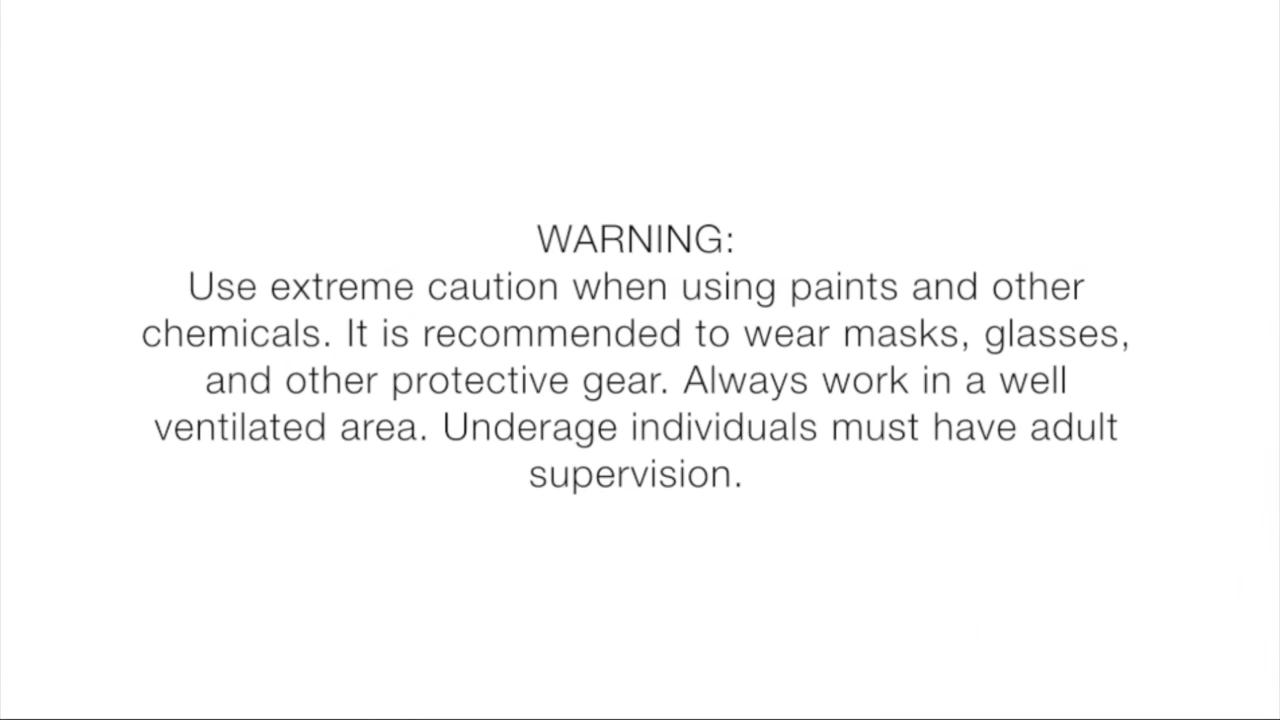 WARNING:
Use extreme caution when using paints and other
chemicals. It is recommended to wear masks, glasses,
and other protective gear. Always work in a well
ventilated area. Underage individuals must have adult
supervision.